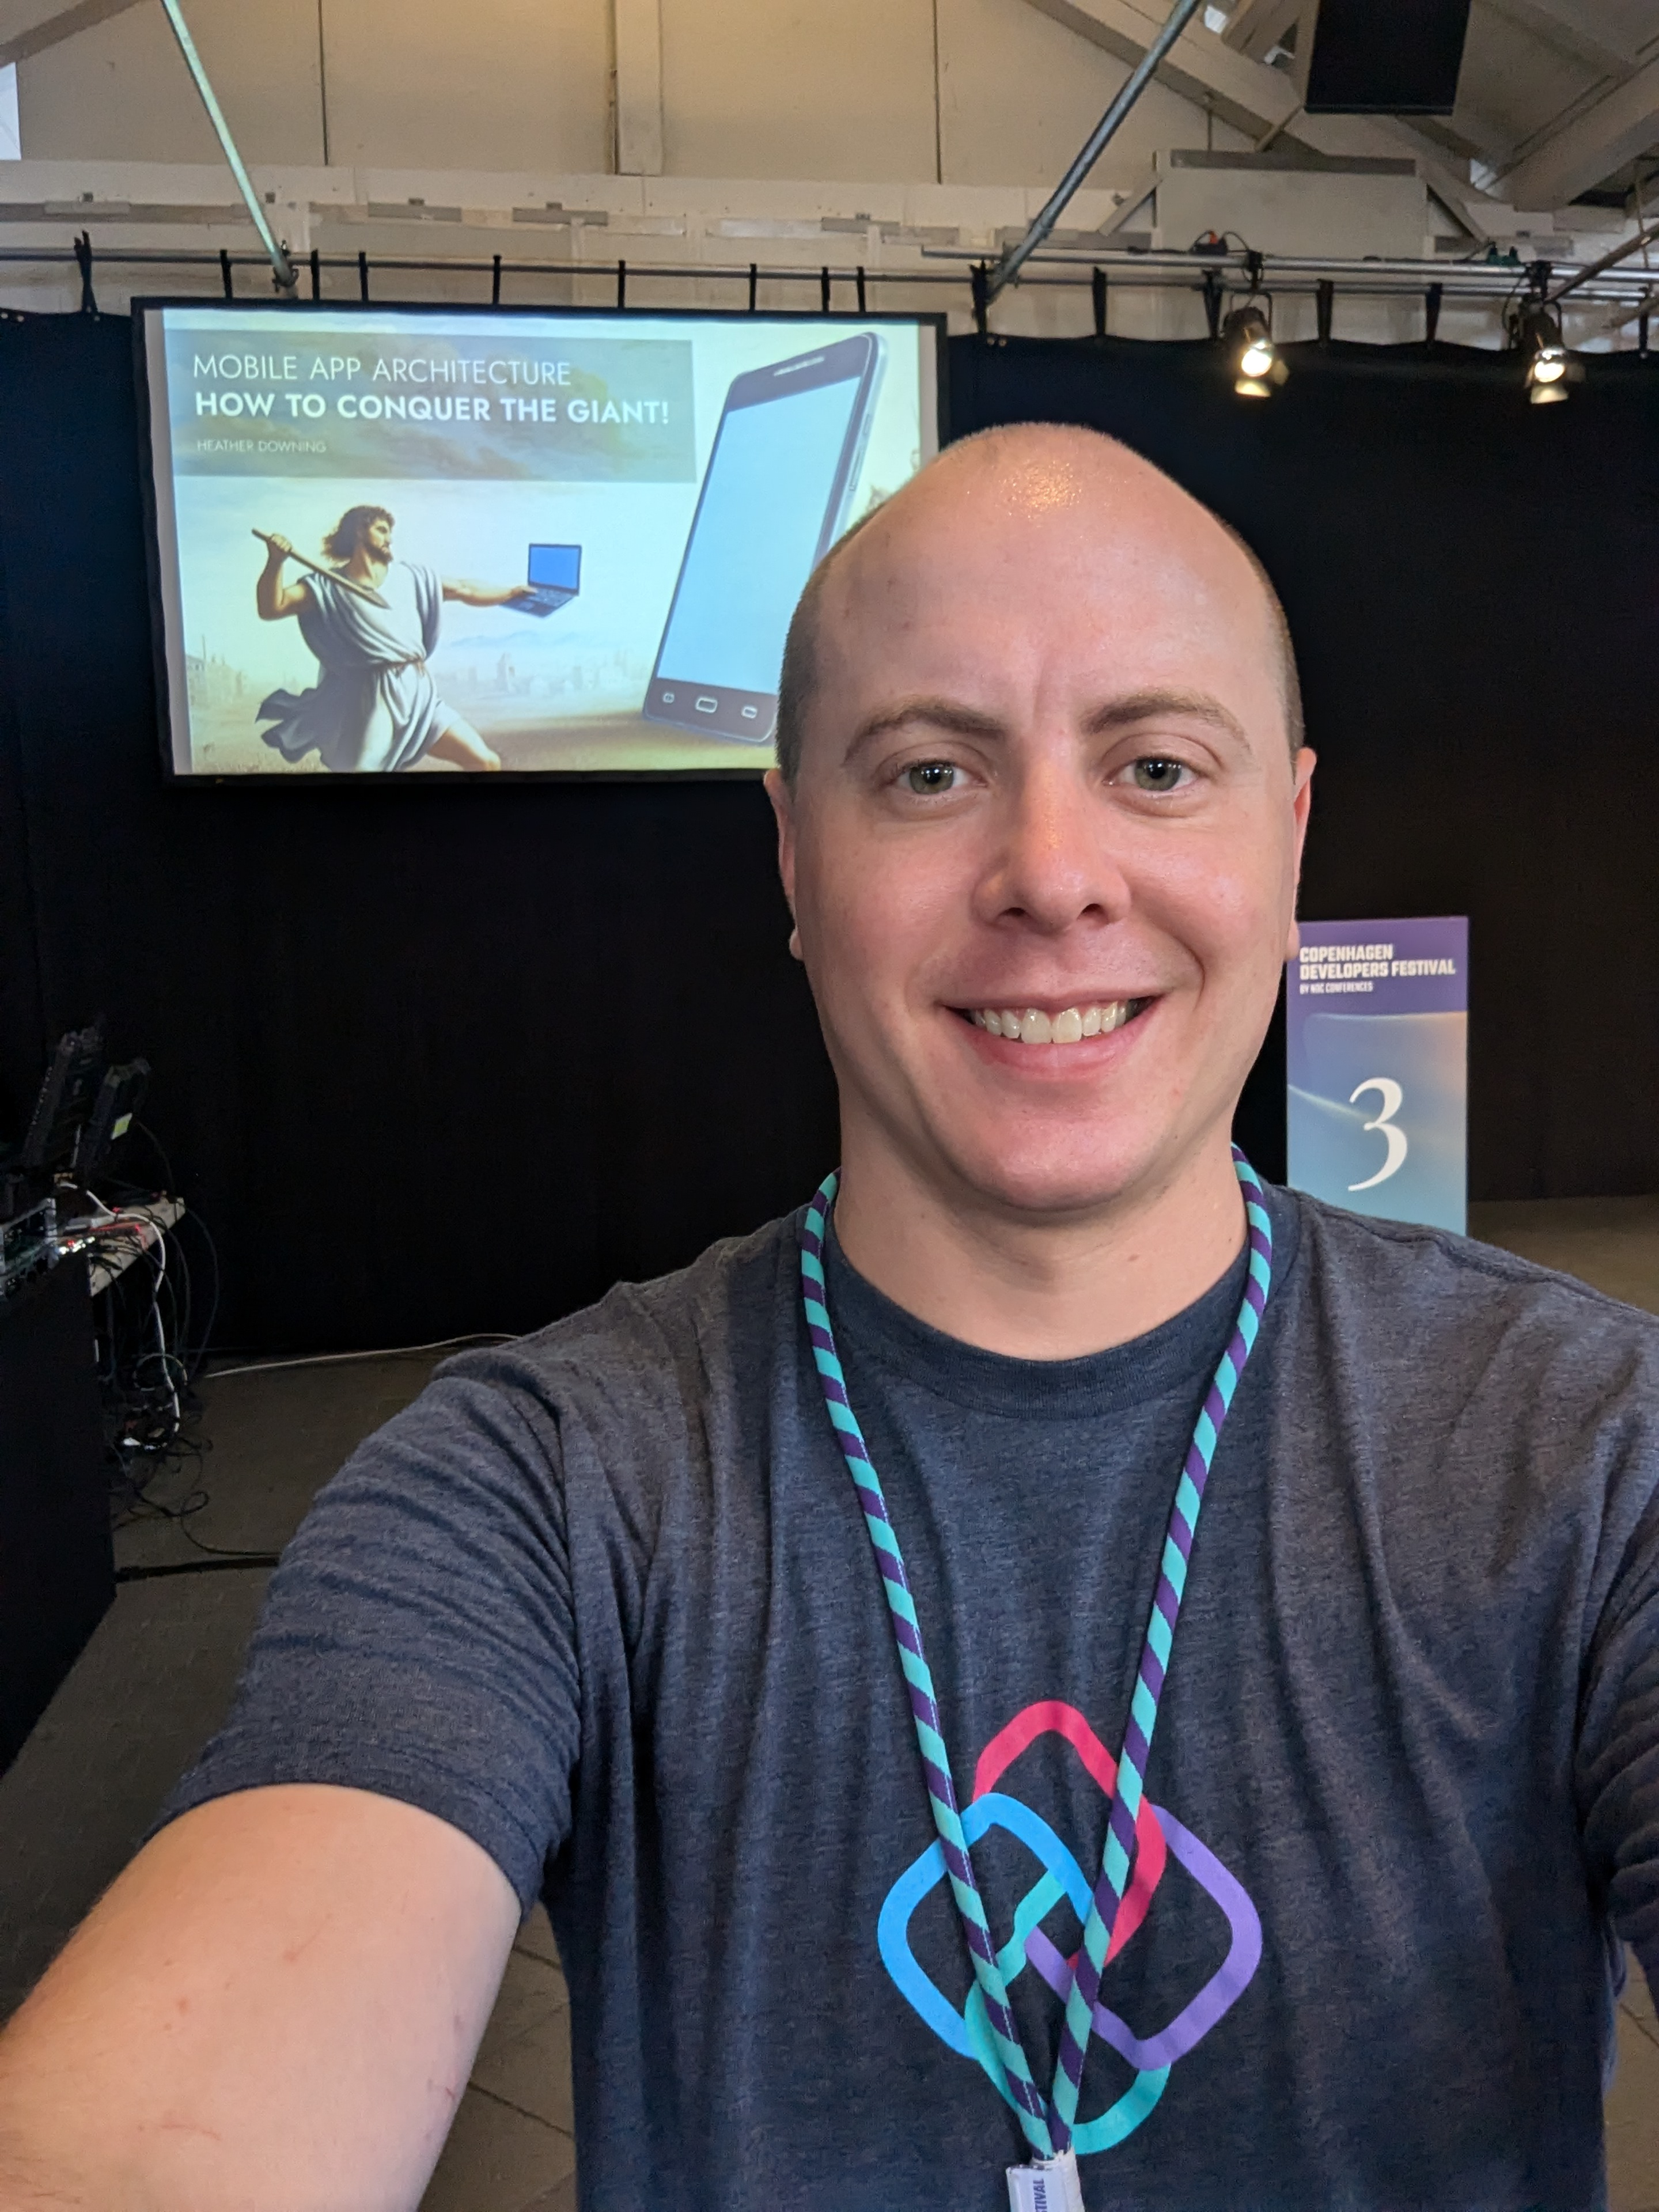 MOBILE APP ARCHITECTURE
HOW TO CONQUER THE GIANT!
HEATHER DOWNING
COPENHAGEN
DEVELOPERS FESTIVAL
BY NDC CONFERENCES
3